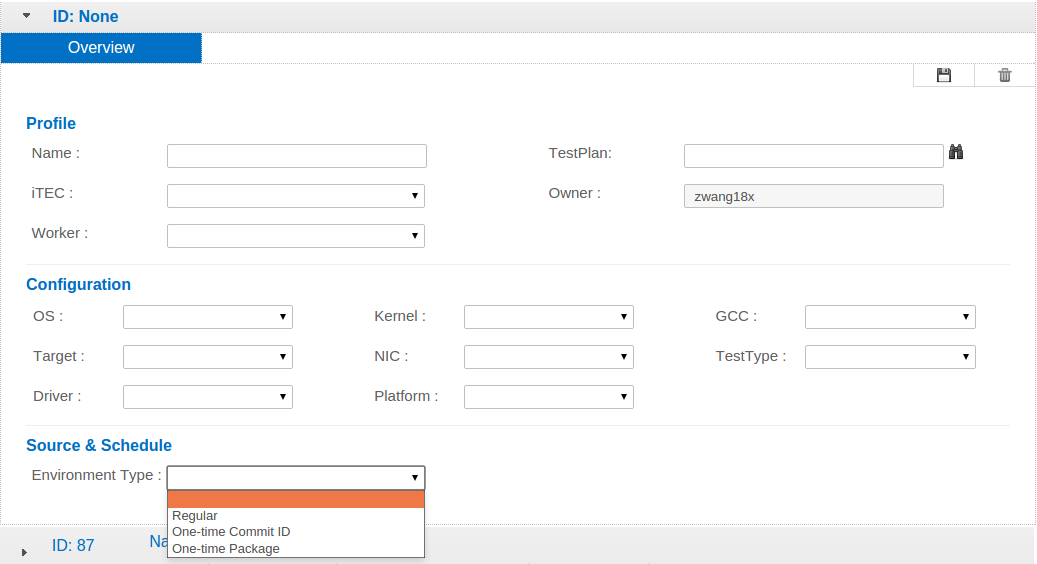 ID: None
Overview
Profile
Name :
TestPlan:
iTEC :
Owner :
zwang18x
Worker :
Configuration
OS :
Kernel :
GCC :
Target :
NIC :
TestType :
Driver :
Platform :
Source & Schedule
Environment Type :
Regular
One-time Commit ID
One-time Package
ID: 87